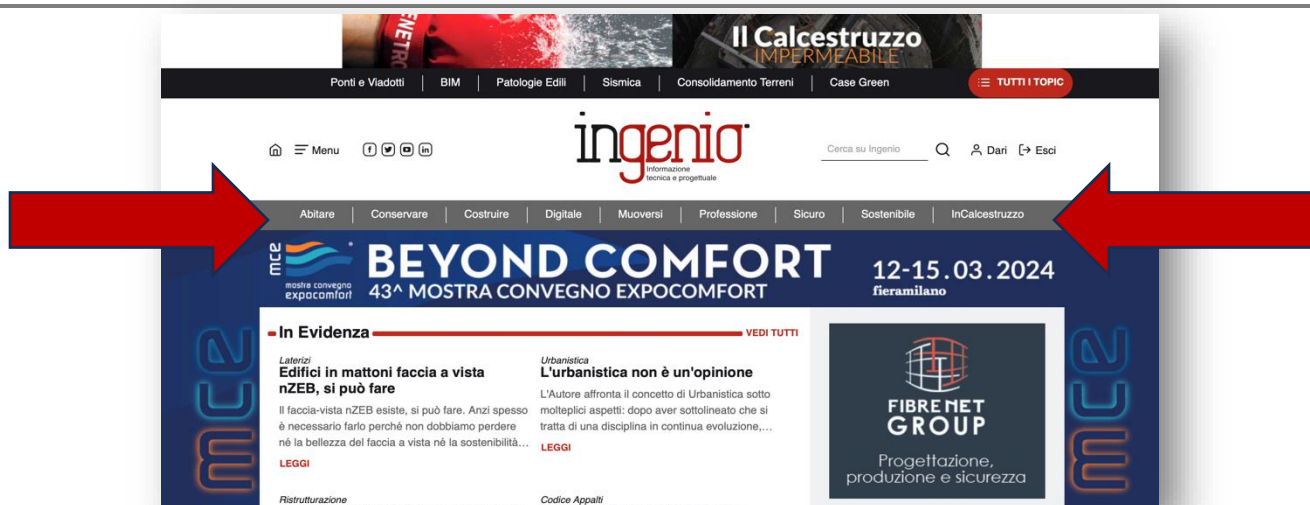 ENETR
Il Calcestruzzo
IMPERMEABILE
Ponti e Viadotti | BIM | Patologie Edili | Sismica | Consolidamento Terreni | Case Green TUTTI I TOPIC
ingenio
Informazione
tecnica e progettuale
Menu Cerca su Ingenio Dari Esci
Abitare | Conservare | Costruire | Digitale | Muoversi | Professione | Sicuro | Sostenibile | InCalcestruzzo
mce
mostra convegno
expocomfort
BEYOND COMFORT
43^ MOSTRA CONVEGNO EXPOCOMFORT
12-15.03.2024
fieramilano
mce
In Evidenza VEDI TUTTI
Laterizi
Edifici in mattoni faccia a vista
nZEB, si può fare
Il faccia-vista nZEB esiste, si può fare. Anzi spesso
è necessario farlo perché non dobbiamo perdere
né la bellezza del faccia a vista né la sostenibilità...
LEGGI
Urbanistica
L'urbanistica non è un'opinione
L'Autore affronta il concetto di Urbanistica sotto
molteplici aspetti: dopo aver sottolineato che si
tratta di una disciplina in continua evoluzione,...
LEGGI
FIBRE NET
GROUP
Progettazione,
produzione e sicurezza
mce
Ristrutturazione
Codice Appalti